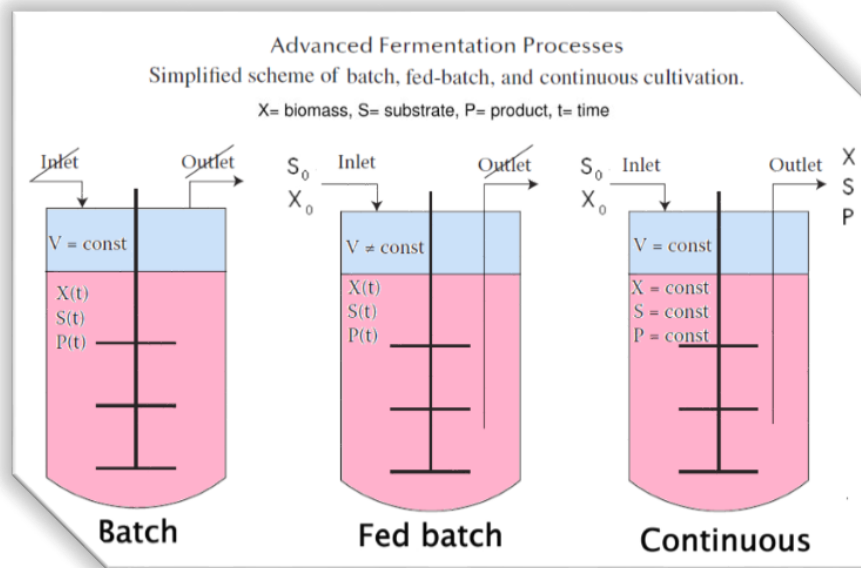 Advanced Fermentation Processes
Simplified scheme of batch, fed-batch, and continuous cultivation.
X= biomass, S= substrate, P= product, t= time
Inlet
Outlet
V = const
X(t)
S(t)
P(t)
Batch
S₀
X₀
Inlet
Outlet
V ≠ const
X(t)
S(t)
P(t)
Fed batch
S₀
X₀
Inlet
Outlet
X
S
P
V = const
X = const
S = const
P = const
Continuous